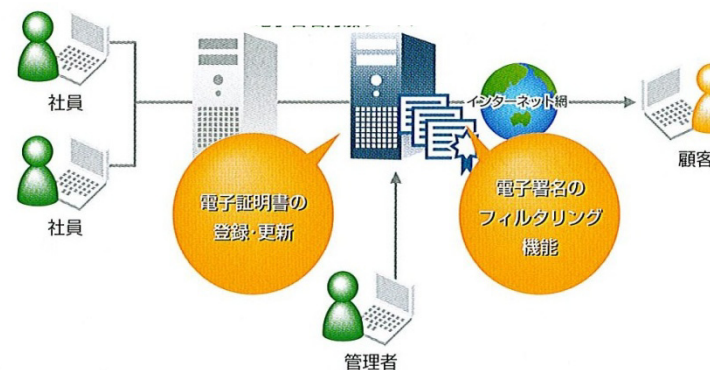 社員
インターネット網
顧客
社員
電子証明書の
登録・更新
電子署名の
フィルタリング
機能
管理者